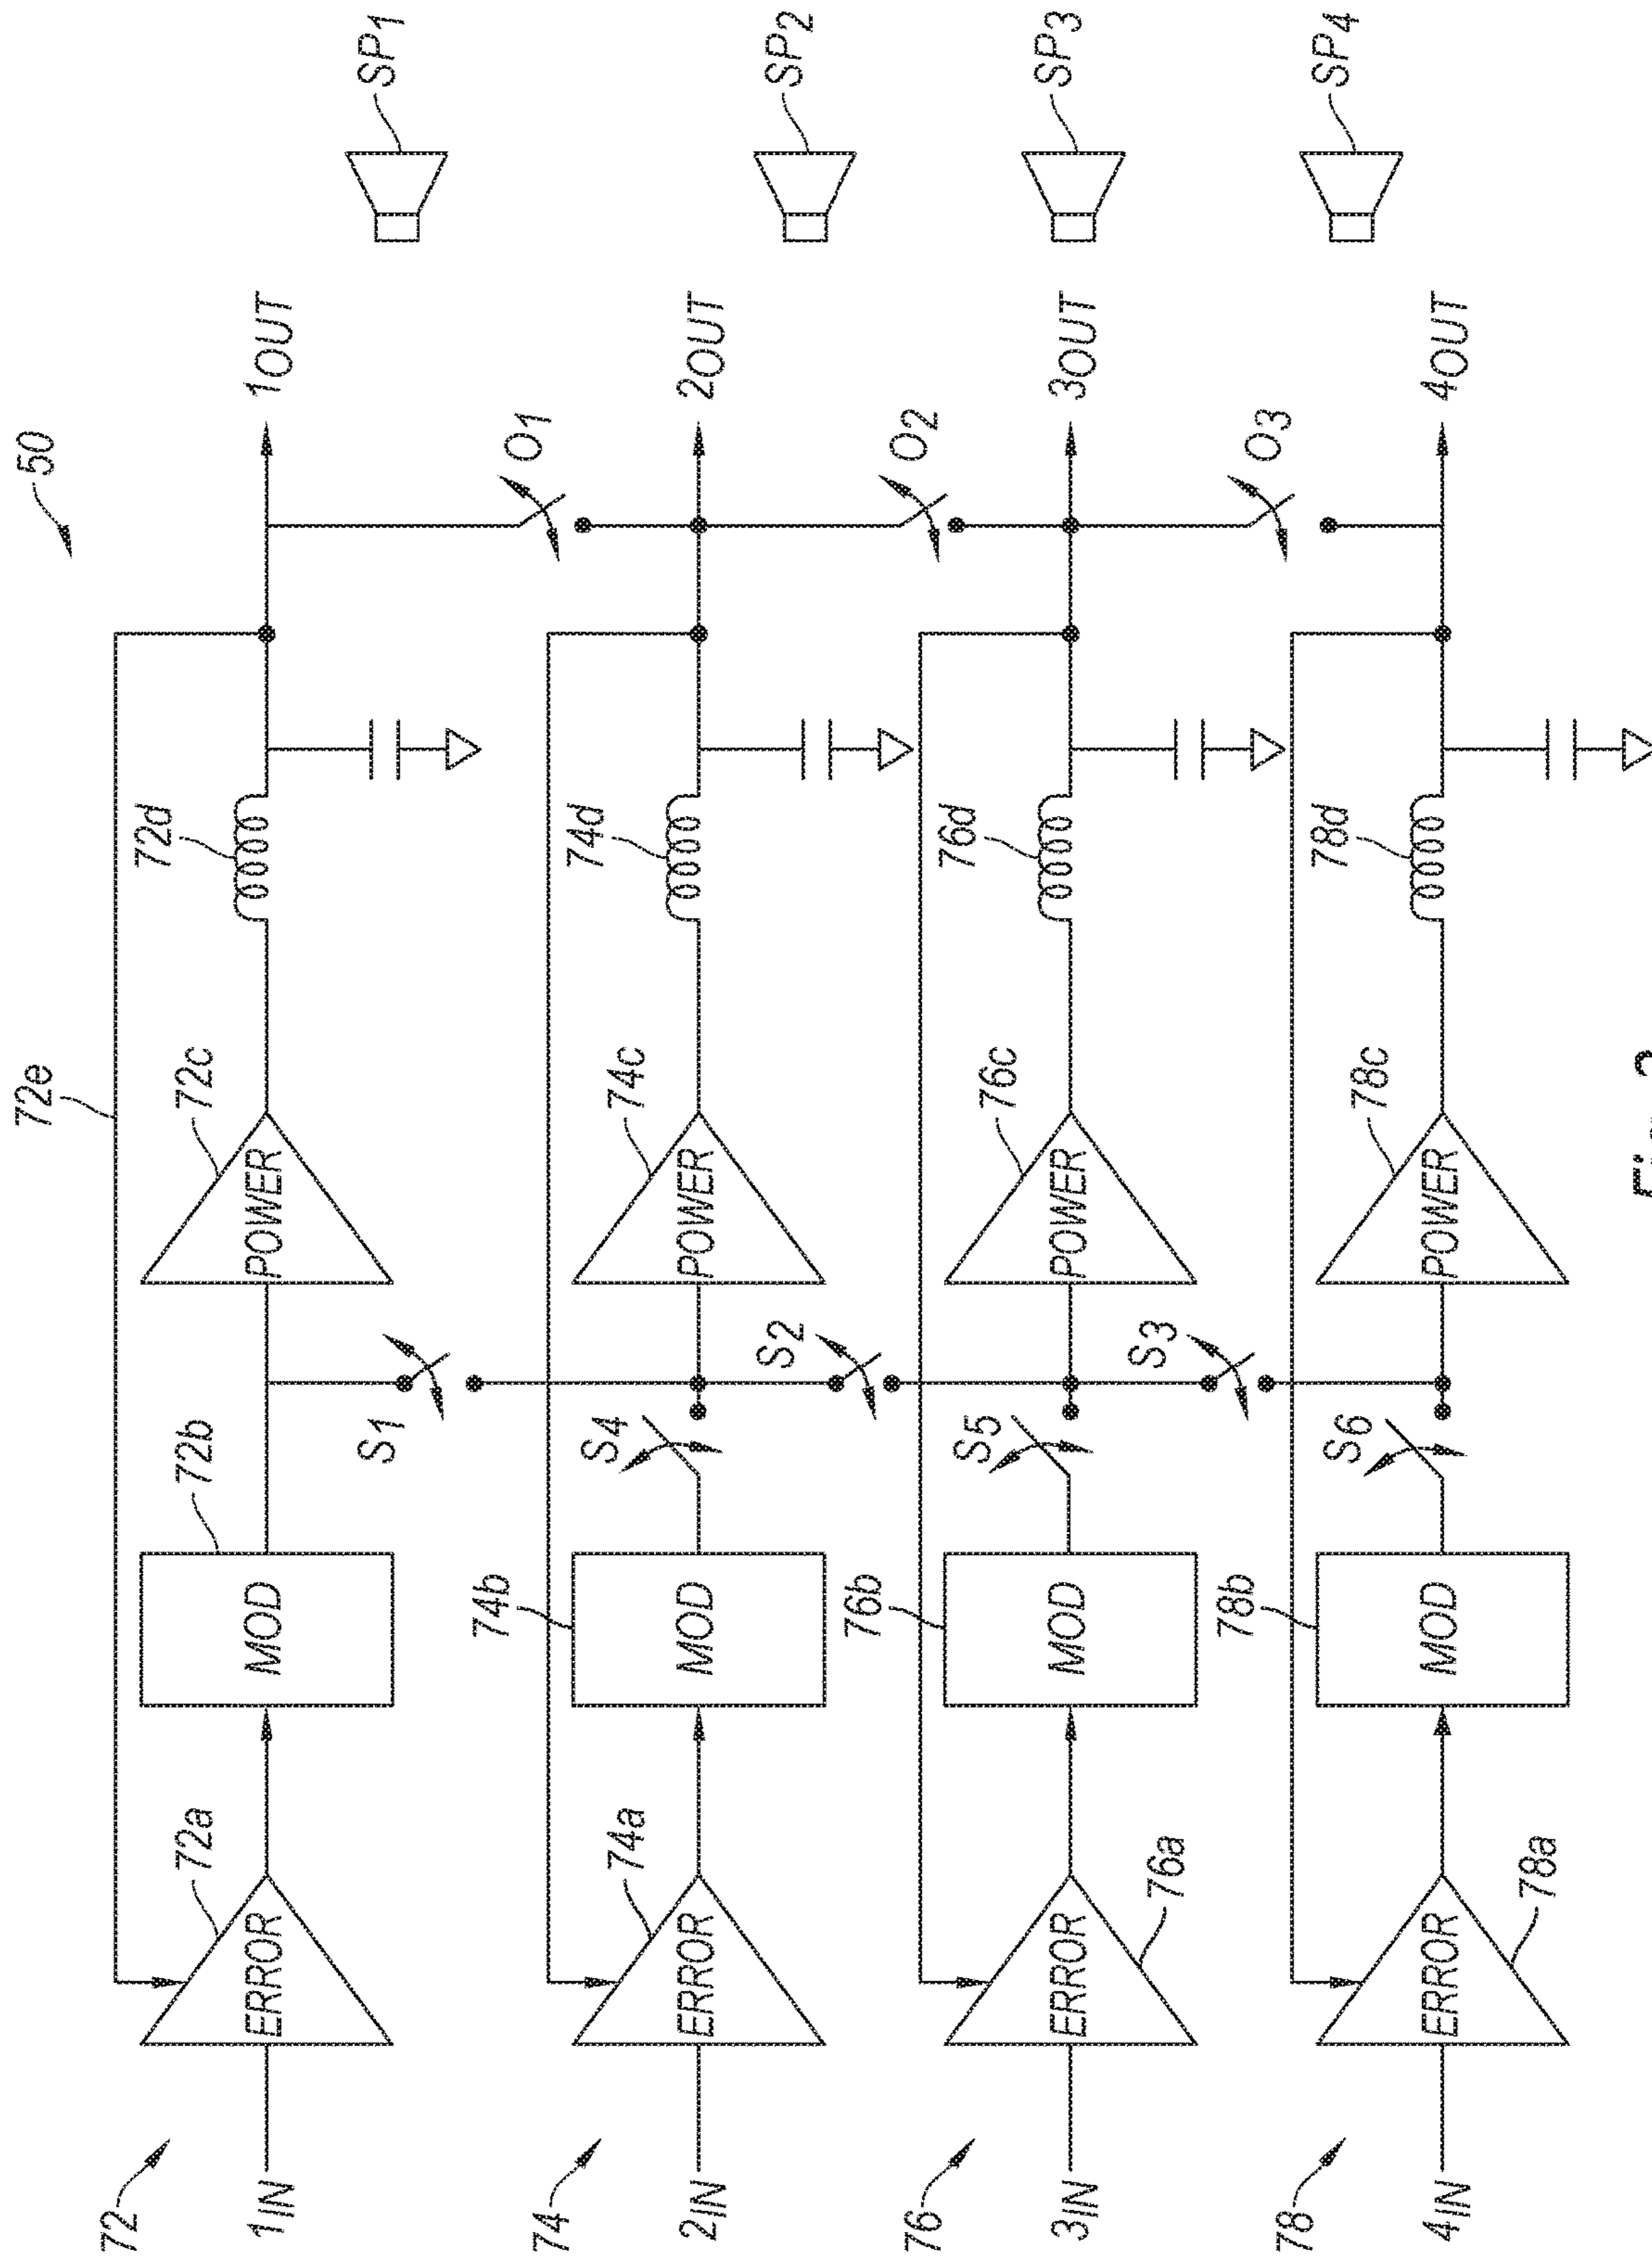 50
72e
72
1IN
72a
ERROR
72b
MOD
S1
72c
POWER
72d
O1
1OUT
SP1
74
2IN
74a
ERROR
74b
MOD
S4
S2
74c
POWER
74d
O2
2OUT
SP2
76
3IN
76a
ERROR
76b
MOD
S5
S3
76c
POWER
76d
O3
3OUT
SP3
78
4IN
78a
ERROR
78b
MOD
S6
78c
POWER
78d
4OUT
SP4